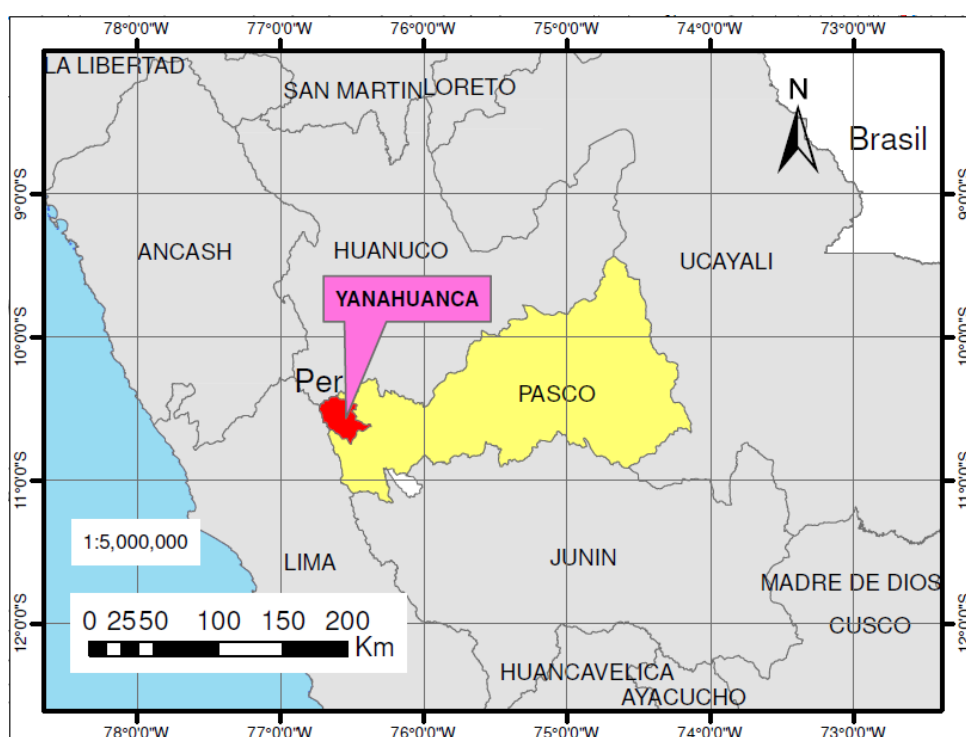 78°0'0"W 77°0'0"W 76°0'0"W 75°0'0"W 74°0'0"W 73°0'0"W
LA LIBERTAD
SAN MARTIN
LORETO
N
Brasil
9°0'0"S
9°0'0"S
ANCASH
HUANUCO
UCAYALI
YANAHUANCA
10°0'0"S
10°0'0"S
Per
PASCO
11°0'0"S
11°0'0"S
1:5,000,000
LIMA
JUNIN
MADRE DE DIOS
0 25 50 100 150 200
Km
12°0'0"S
12°0'0"S
CUSCO
HUANCAVELICA
AYACUCHO
78°0'0"W 77°0'0"W 76°0'0"W 75°0'0"W 74°0'0"W 73°0'0"W